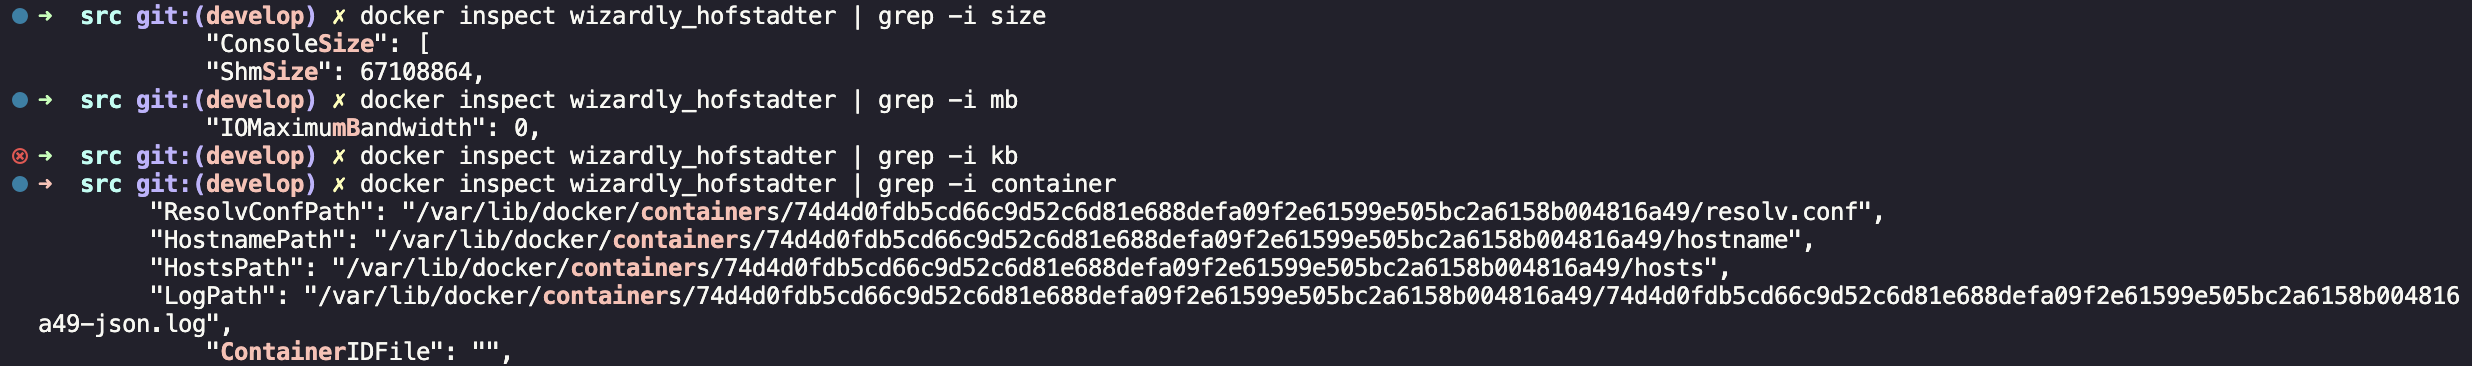 ➜  src git:(develop) ✗ docker inspect wizardly_hofstadter | grep -i size
            "ConsoleSize": [
            "ShmSize": 67108864,
➜  src git:(develop) ✗ docker inspect wizardly_hofstadter | grep -i mb
            "IOMaximumBandwidth": 0,
➜  src git:(develop) ✗ docker inspect wizardly_hofstadter | grep -i kb
➜  src git:(develop) ✗ docker inspect wizardly_hofstadter | grep -i container
        "ResolvConfPath": "/var/lib/docker/containers/74d4d0fdb5cd66c9d52c6d81e688defa09f2e61599e505bc2a6158b004816a49/resolv.conf",
        "HostnamePath": "/var/lib/docker/containers/74d4d0fdb5cd66c9d52c6d81e688defa09f2e61599e505bc2a6158b004816a49/hostname",
        "HostsPath": "/var/lib/docker/containers/74d4d0fdb5cd66c9d52c6d81e688defa09f2e61599e505bc2a6158b004816a49/hosts",
        "LogPath": "/var/lib/docker/containers/74d4d0fdb5cd66c9d52c6d81e688defa09f2e61599e505bc2a6158b004816a49/74d4d0fdb5cd66c9d52c6d81e688defa09f2e61599e505bc2a6158b004816
a49-json.log",
            "ContainerIDFile": "",